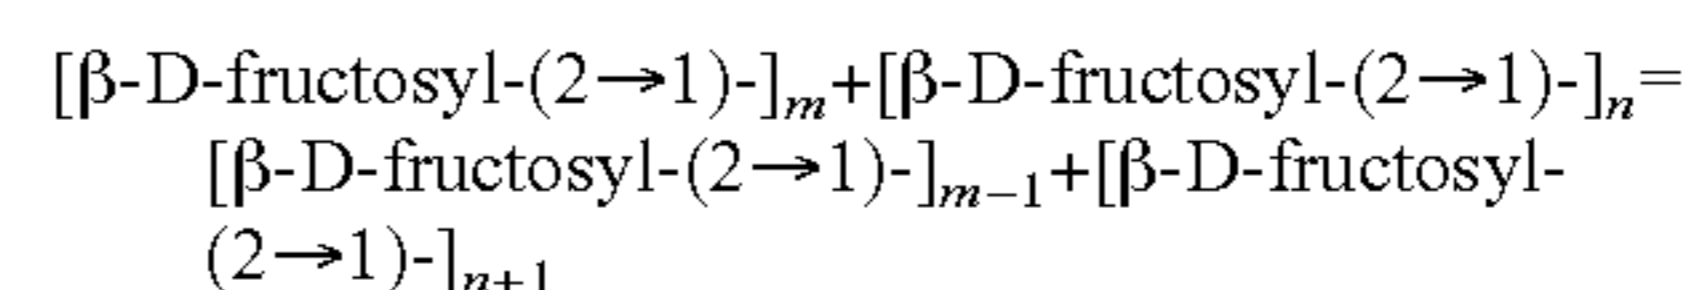 [β-D-fructosyl-(2→1)-]m+[β-D-fructosyl-(2→1)-]n=
[β-D-fructosyl-(2→1)-]m−1+[β-D-fructosyl-
(2→1)-]n+1